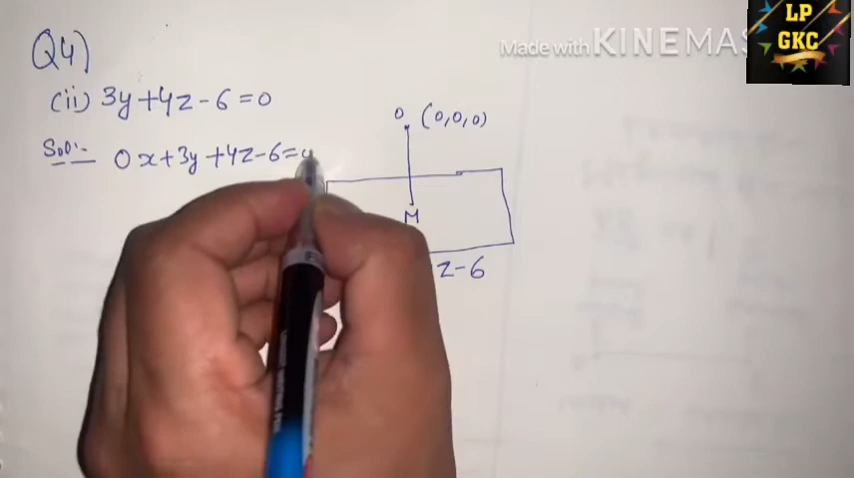 Made with KINEMAS
LP
GKC
Q4)
(ii) 3y+4z-6=0
Sol:-
0x+3y+4z-6=
O (0,0,0)
M
z-6